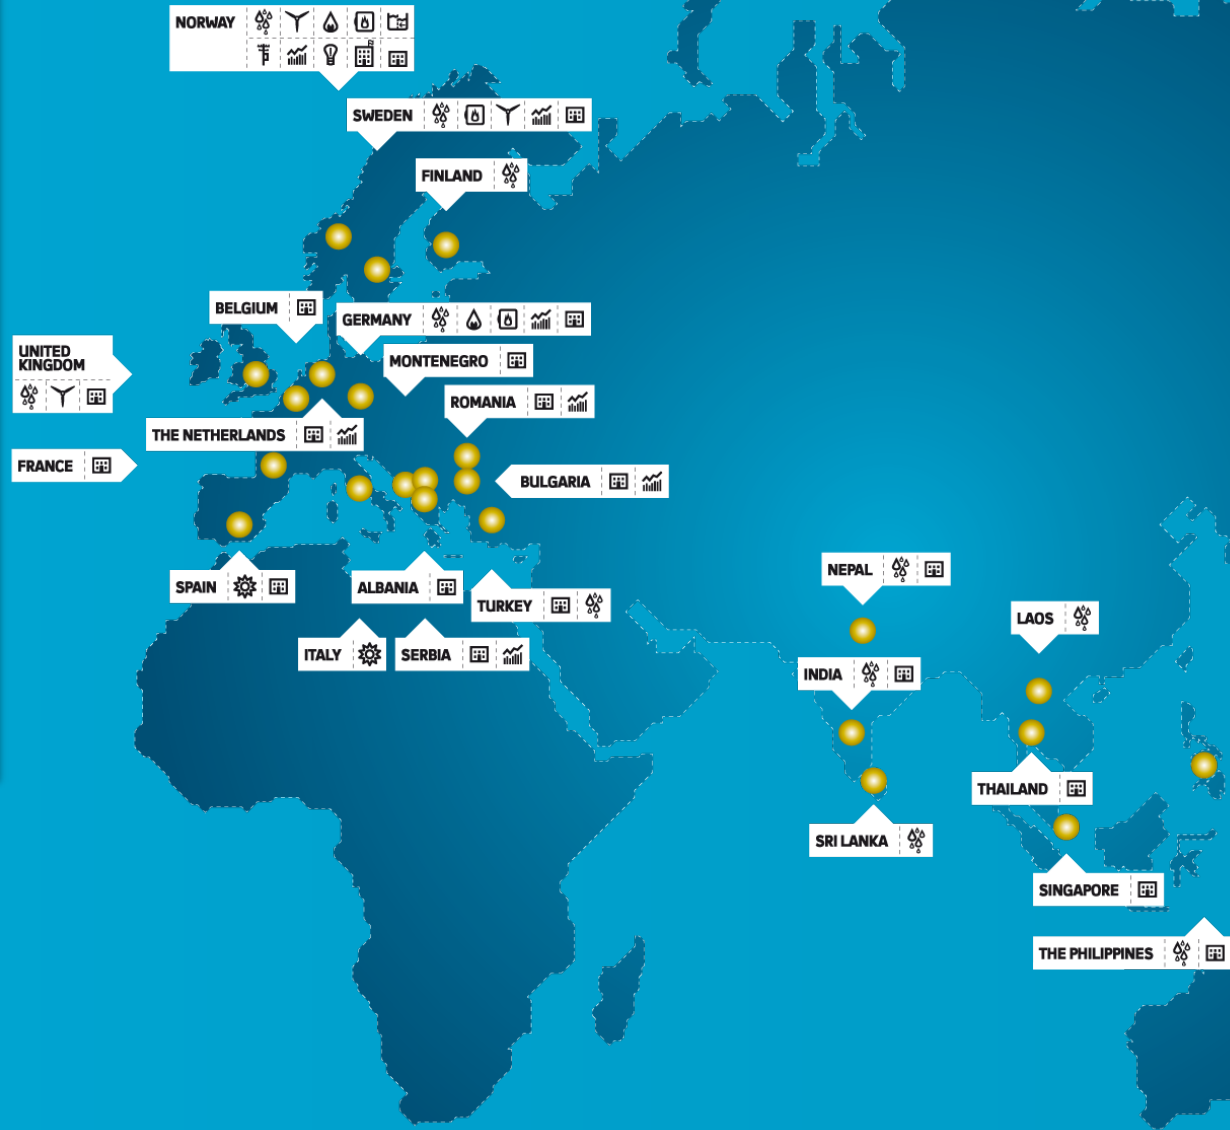 NORWAY
SWEDEN
FINLAND
BELGIUM
GERMANY
UNITED
KINGDOM
MONTENEGRO
ROMANIA
THE NETHERLANDS
FRANCE
BULGARIA
SPAIN
ALBANIA
TURKEY
ITALY
SERBIA
NEPAL
LAOS
INDIA
THAILAND
SRI LANKA
SINGAPORE
THE PHILIPPINES